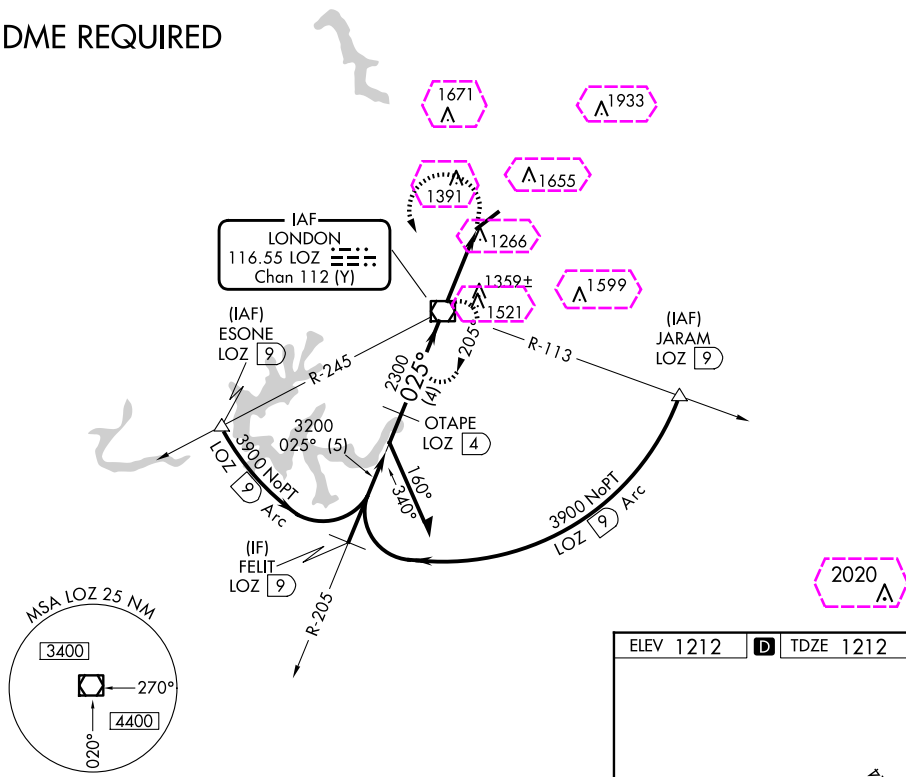 DME REQUIRED
1671
1933
1391
1655
IAF
LONDON
116.55 LOZ
Chan 112 (Y)
1266
1359±
1521
1599
(IAF)
ESONE
LOZ 9
(IAF)
JARAM
LOZ 9
R-245
R-113
205°
2300
025°
(4)
OTAPE
LOZ 4
3200
025° (5)
3900 NoPT
LOZ 9 Arc
160°
340°
3900 NoPT
LOZ 9 Arc
(IF)
FELIT
LOZ 9
R-205
2020
MSA LOZ 25 NM
3400
270°
4400
020°
ELEV 1212 D TDZE 1212